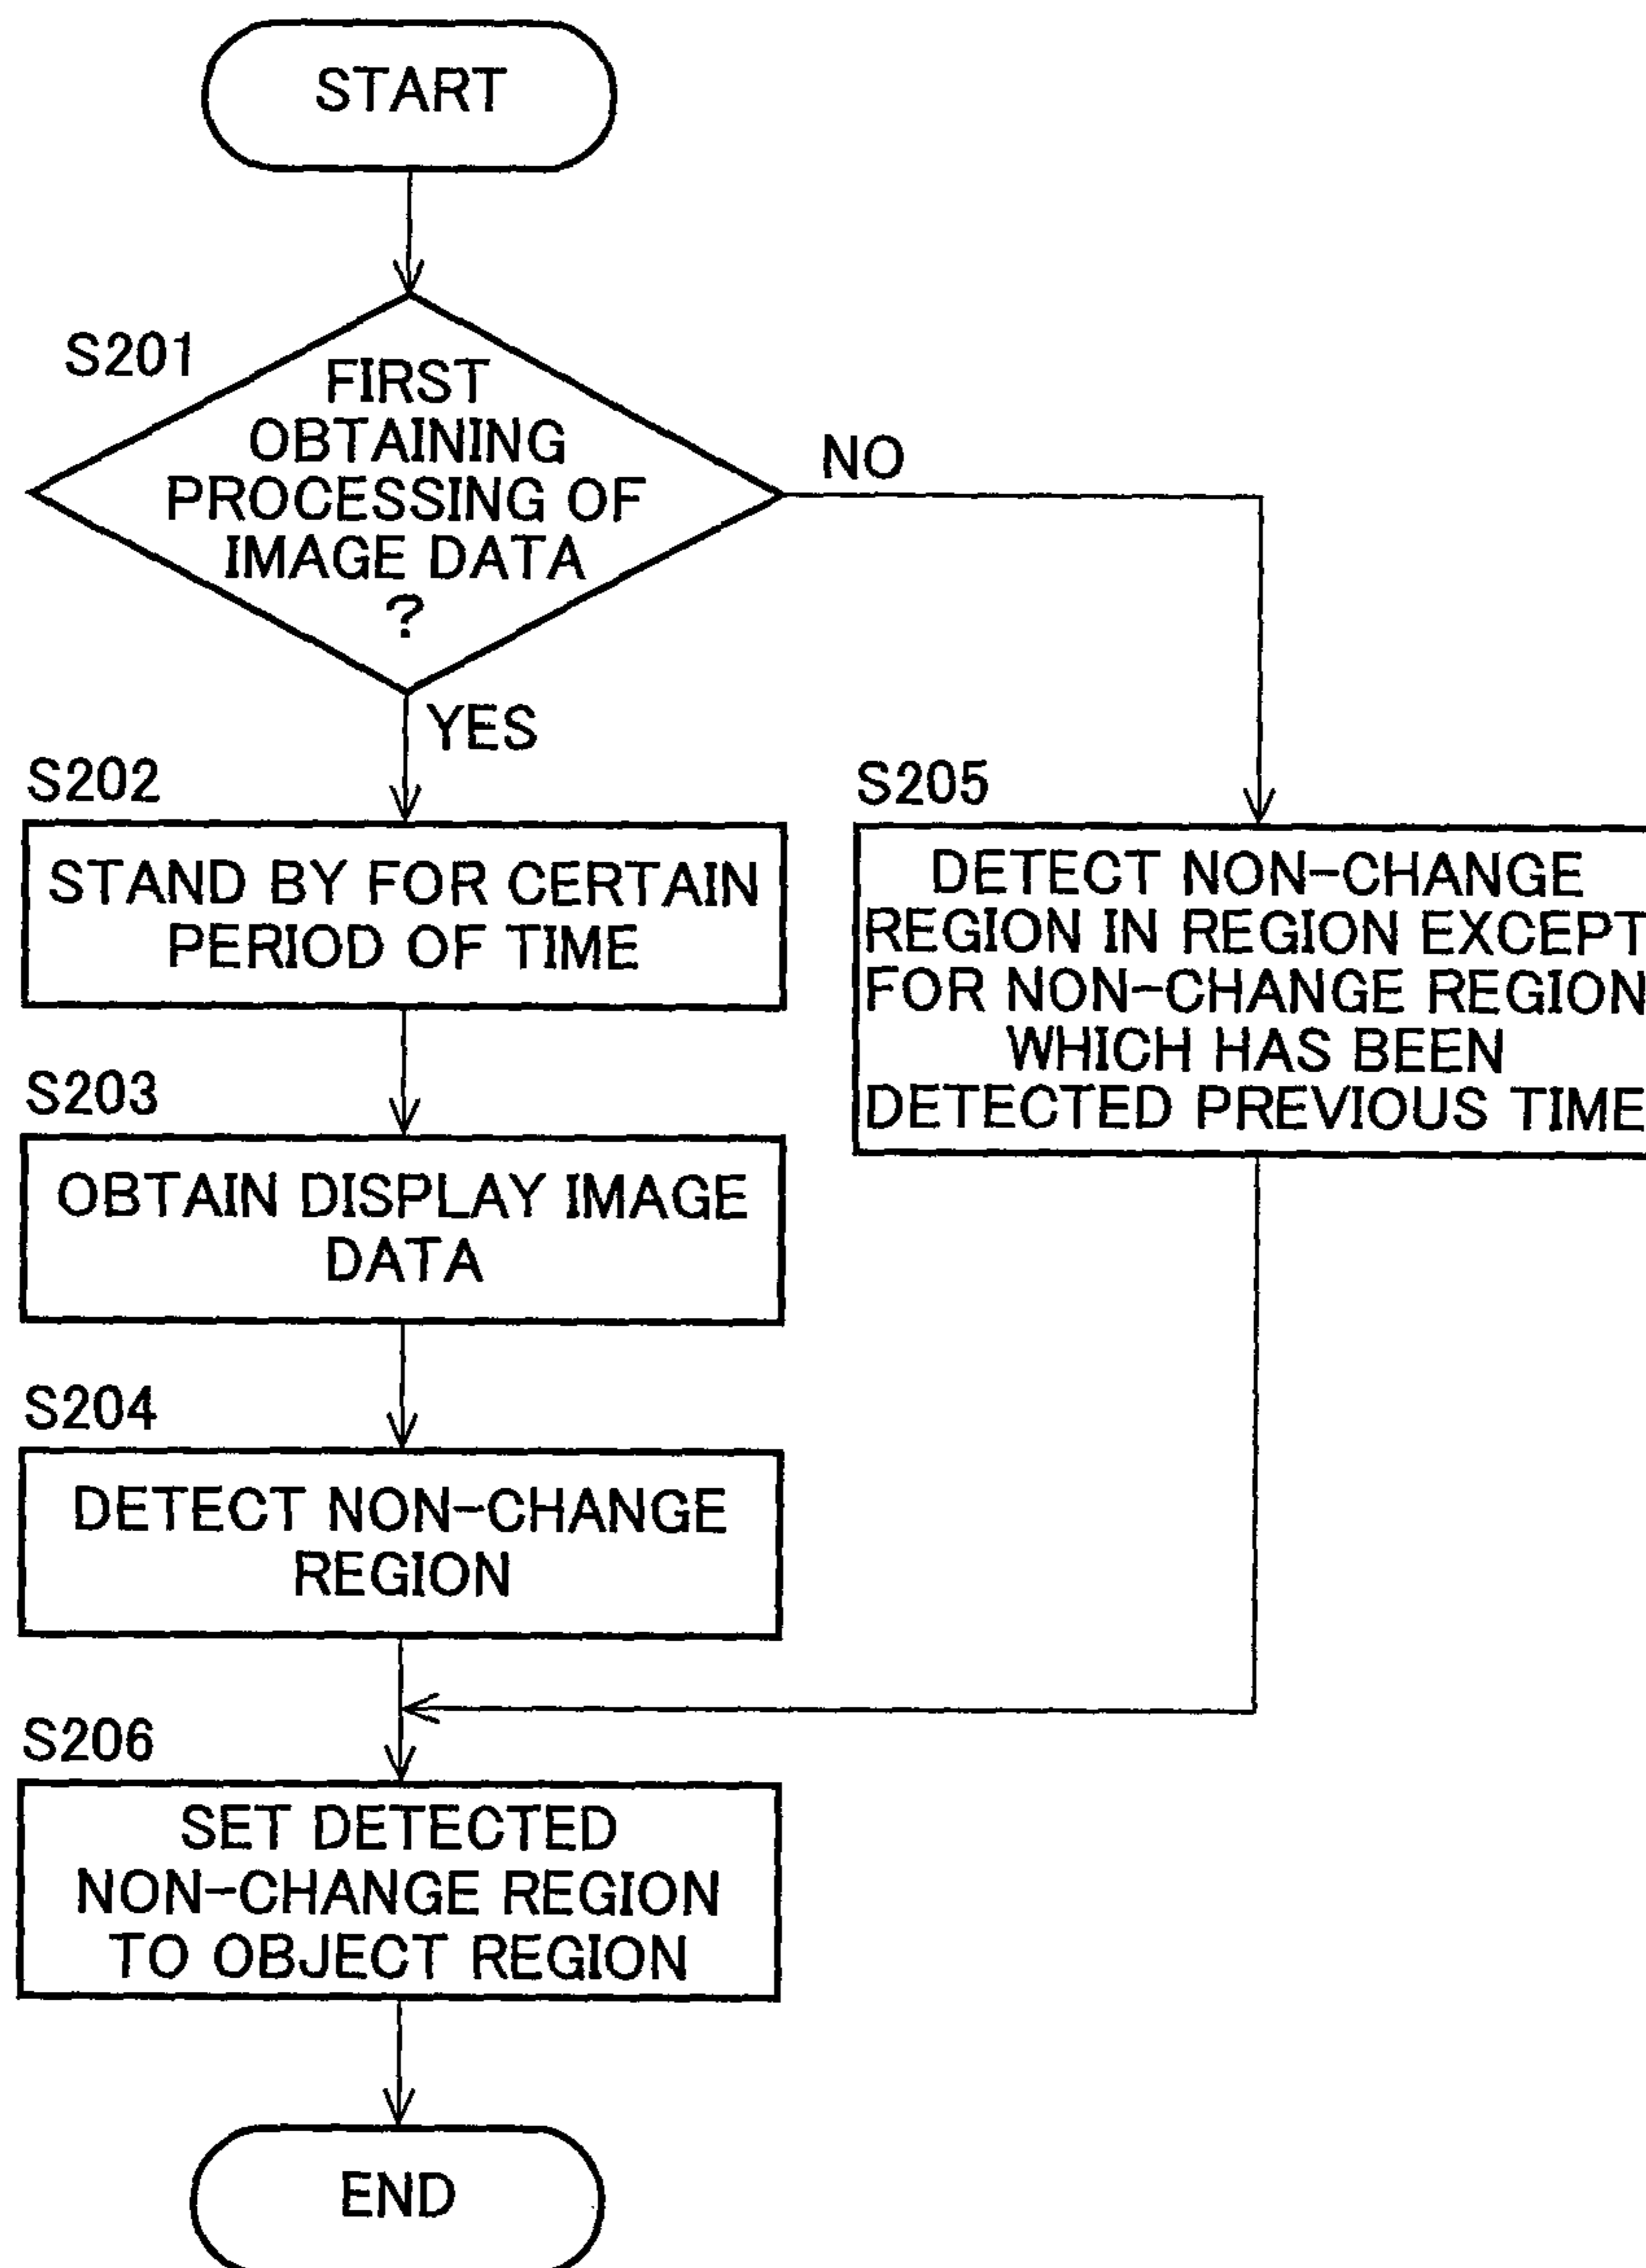 START
S201
FIRST
OBTAINING
PROCESSING OF
IMAGE DATA
?
NO
YES
S202
STAND BY FOR CERTAIN
PERIOD OF TIME
S205
DETECT NON-CHANGE
REGION IN REGION EXCEPT
FOR NON-CHANGE REGION
WHICH HAS BEEN
DETECTED PREVIOUS TIME
S203
OBTAIN DISPLAY IMAGE
DATA
S204
DETECT NON-CHANGE
REGION
S206
SET DETECTED
NON-CHANGE REGION
TO OBJECT REGION
END